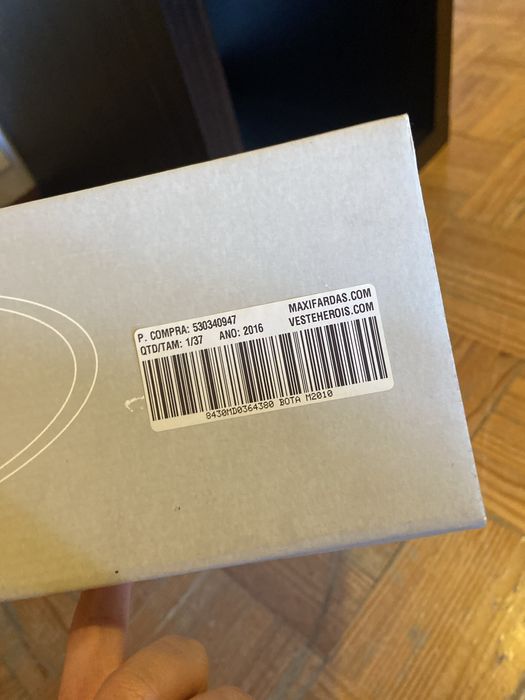 P. COMPRA: 530340947 MAXIFARDAS.COM
QTD/TAM: 1/37 ANO: 2016 VESTEHEROIS.COM
8430MD0364380 BOTA M2010